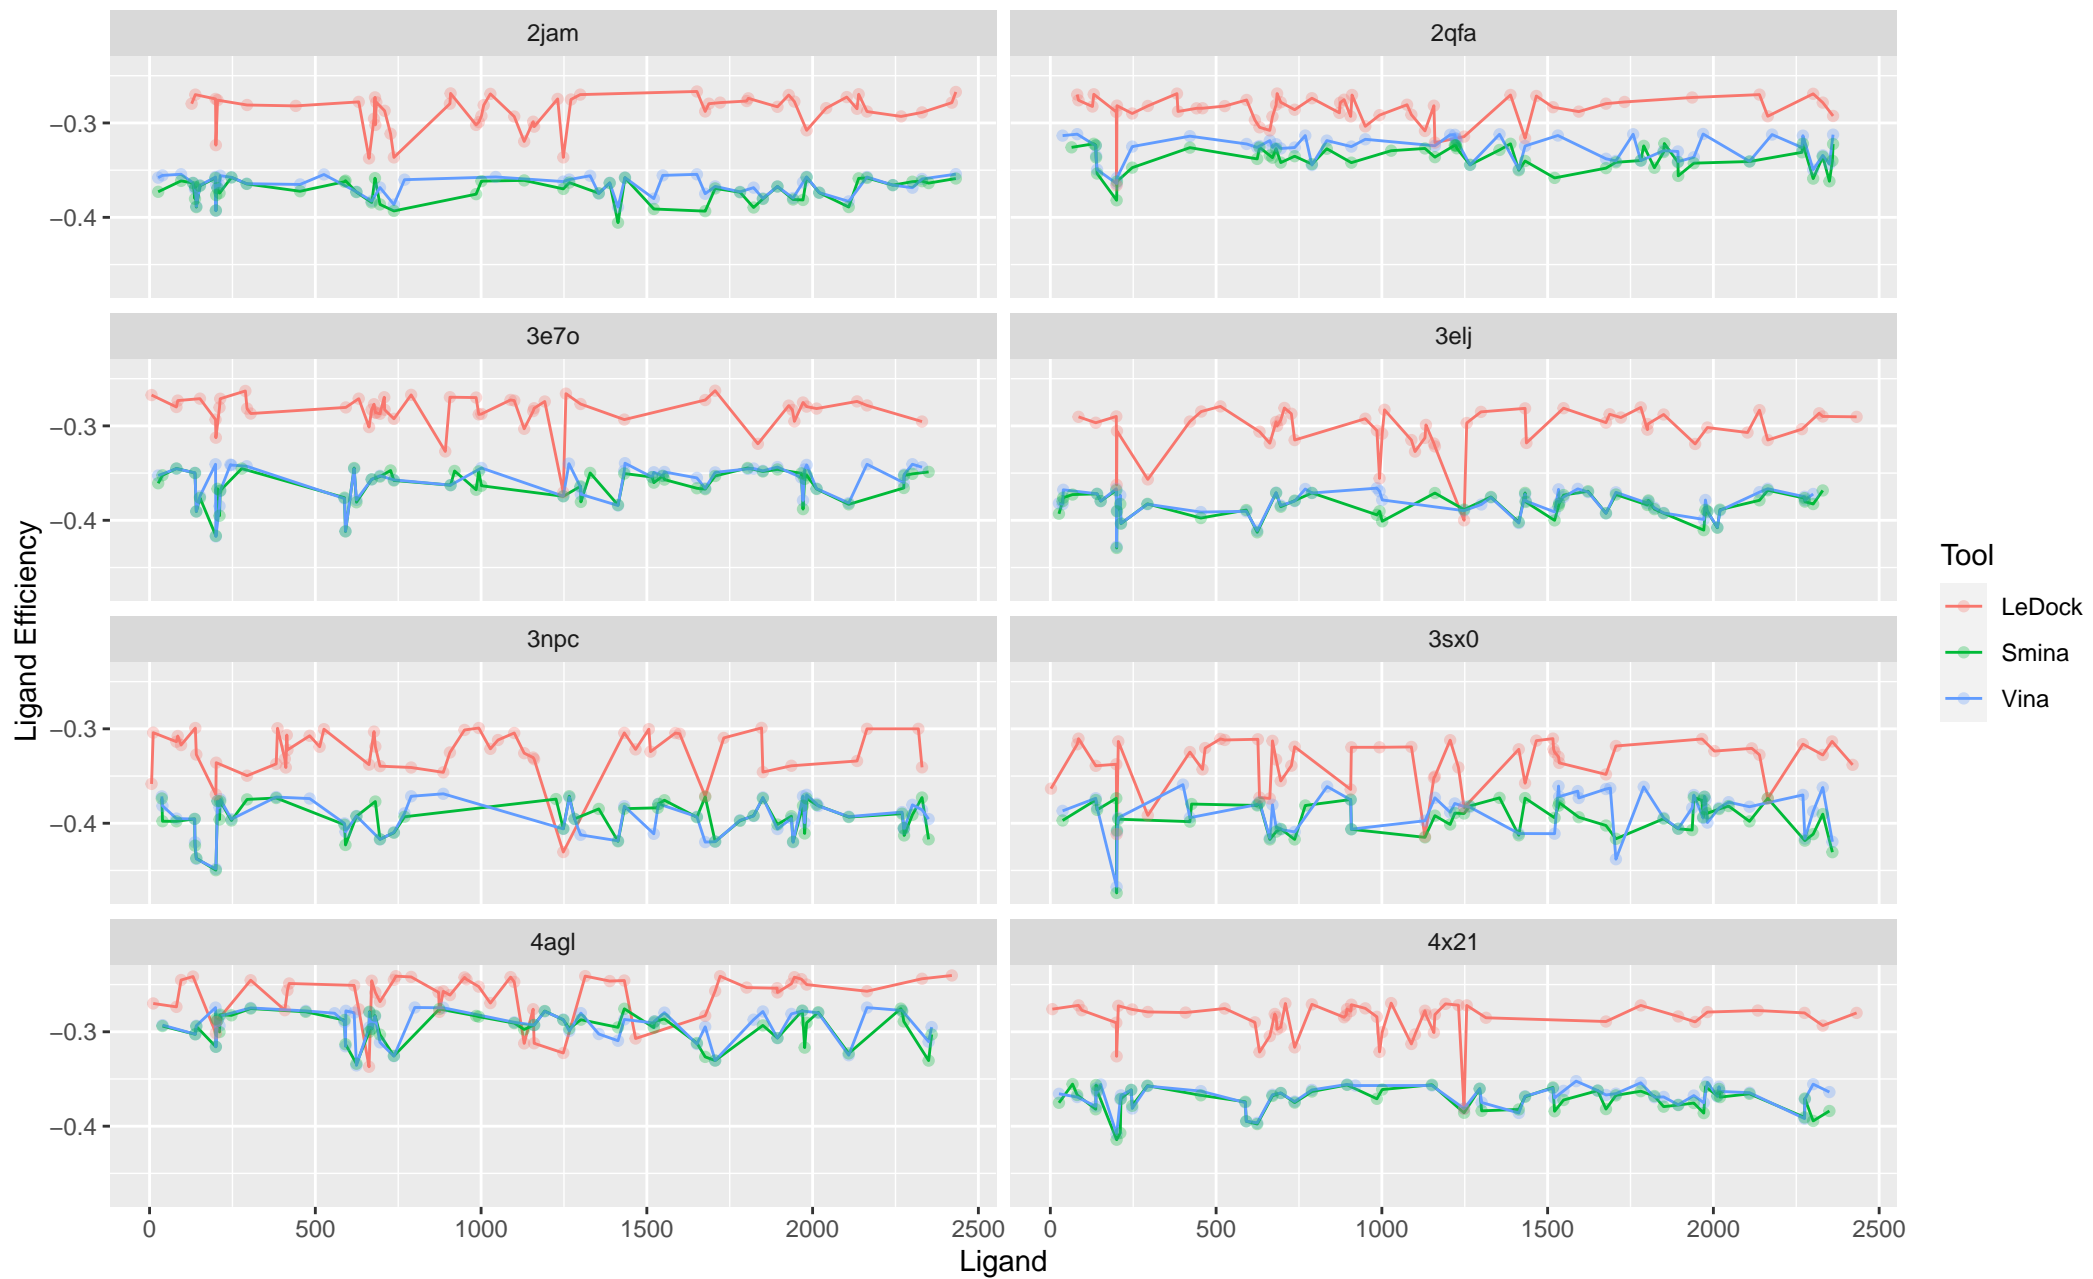 2jam
2qfa
−0.3
−0.4
3e7o
3elj
−0.3
−0.4
3npc
3sx0
−0.3
−0.4
4agl
4x21
−0.3
−0.4
0 500 1000 1500 2000 2500
0 500 1000 1500 2000 2500
Ligand
Ligand Efficiency
Tool
LeDock
Smina
Vina